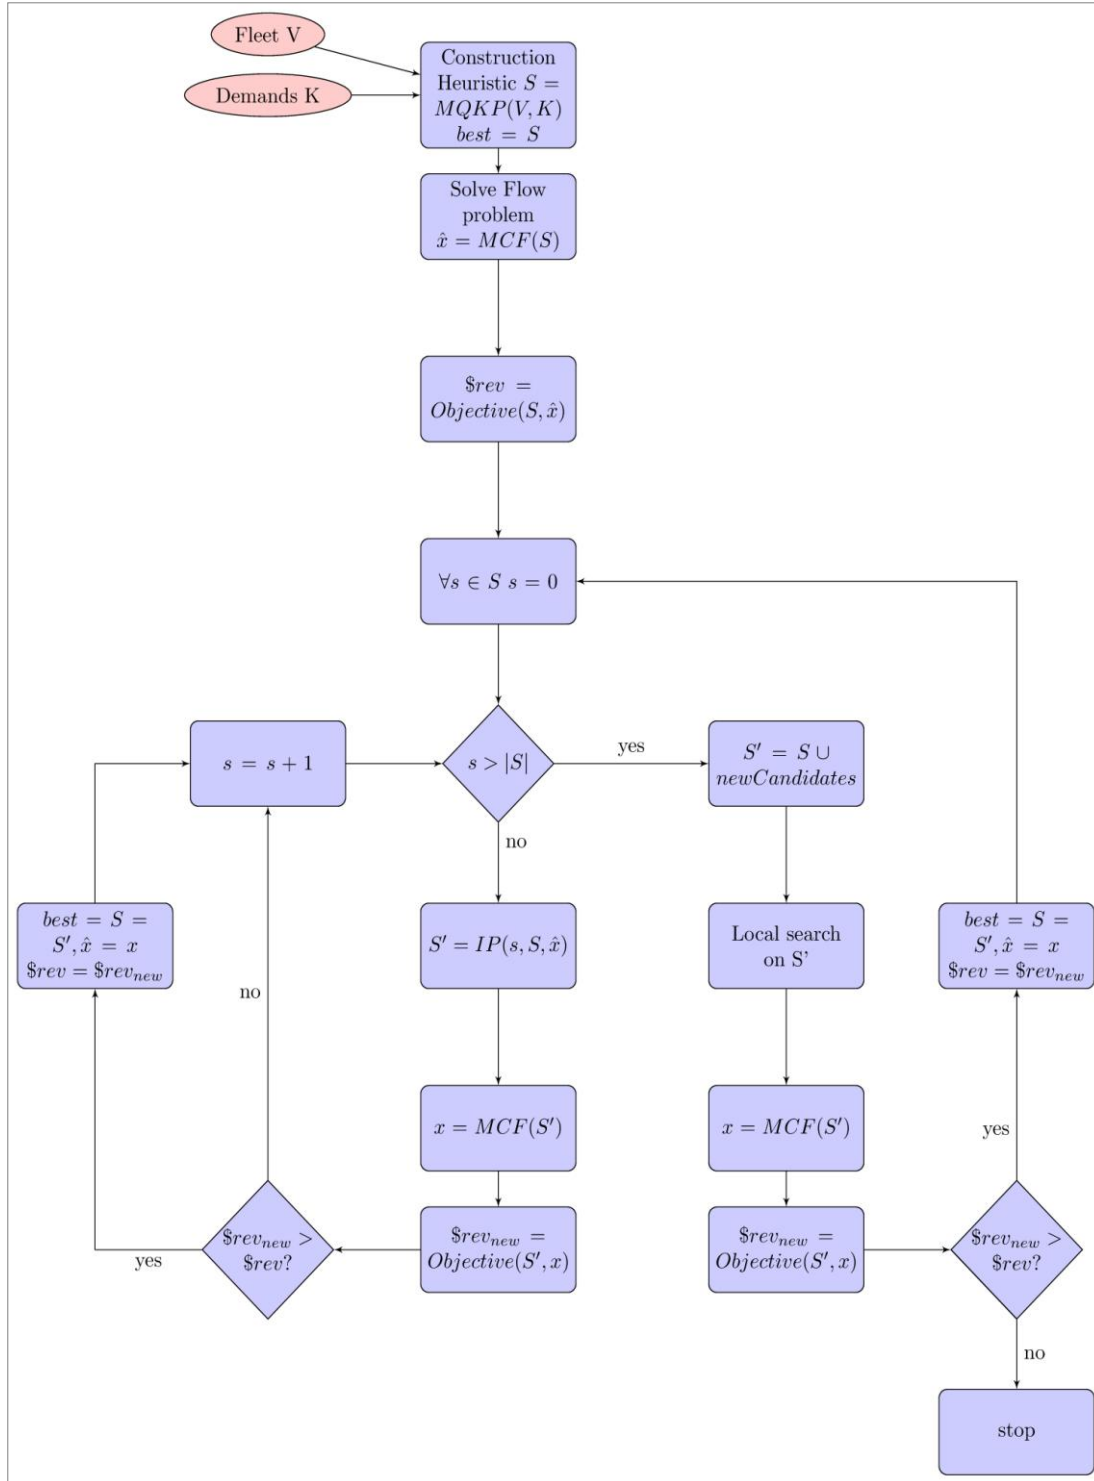 Fleet V
Demands K
Construction
Heuristic S =
MQKP(V, K)
best = S
Solve Flow
problem
x̂ = MCF(S)
$rev =
Objective(S, x̂)
∀s ∈ S s = 0
s = s + 1
s > |S|
yes
S′ = S ∪
newCandidates
no
best = S =
S′, x̂ = x
$rev = $rev_new
no
S′ = IP(s, S, x̂)
Local search
on S'
best = S =
S′, x̂ = x
$rev = $rev_new
x = MCF(S′)
x = MCF(S′)
yes
yes
$rev_new >
$rev?
$rev_new =
Objective(S′, x)
$rev_new =
Objective(S′, x)
$rev_new >
$rev?
no
stop